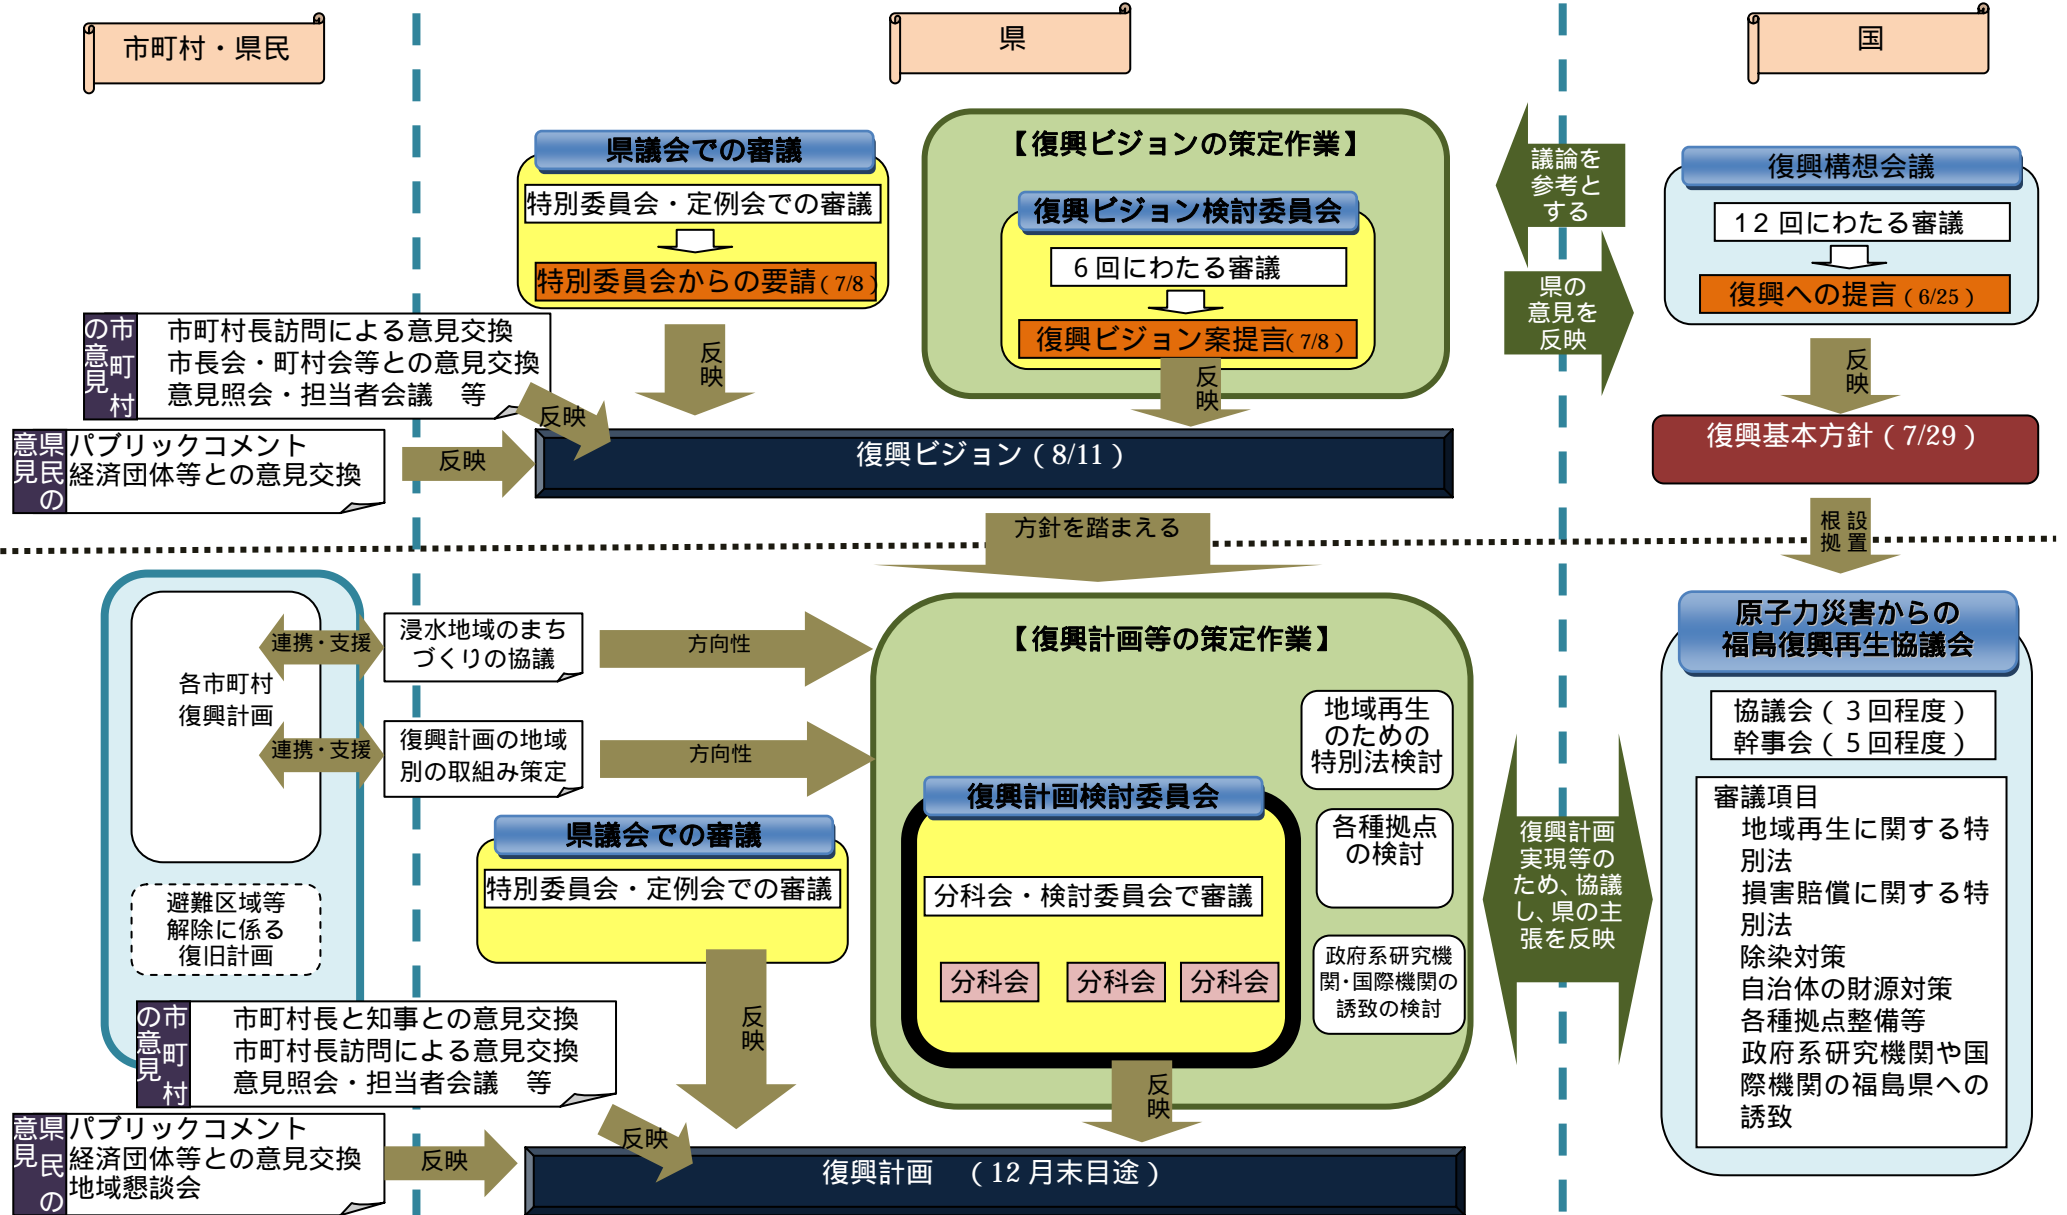 市町村・県民
県
国
県議会での審議
特別委員会・定例会での審議
特別委員会からの要請(7/8)
【復興ビジョンの策定作業】
復興ビジョン検討委員会
6回にわたる審議
復興ビジョン案提言(7/8)
議論を
参考と
する
県の
意見を
反映
復興構想会議
12回にわたる審議
復興への提言(6/25)
反映
復興基本方針(7/29)
市町村
の意見
市町村長訪問による意見交換
市長会・町村会等との意見交換
意見照会・担当者会議 等
反映
反映
反映
県民の
意見
パブリックコメント
経済団体等との意見交換
反映
復興ビジョン(8/11)
方針を踏まえる
設置
根拠
各市町村
復興計画
連携・支援
連携・支援
浸水地域のまち
づくりの協議
復興計画の地域
別の取組み策定
方向性
方向性
避難区域等
解除に係る
復旧計画
県議会での審議
特別委員会・定例会での審議
【復興計画等の策定作業】
復興計画検討委員会
分科会・検討委員会で審議
分科会
分科会
分科会
地域再生
のための
特別法検討
各種拠点
の検討
政府系研究機
関・国際機関の
誘致の検討
復興計画
実現等の
ため、協議
し、県の主
張を反映
原子力災害からの
福島復興再生協議会
協議会(3回程度)
幹事会(5回程度)
審議項目
地域再生に関する特
別法
損害賠償に関する特
別法
除染対策
自治体の財源対策
各種拠点整備等
政府系研究機関や国
際機関の福島県への
誘致
市町村
の意見
市町村長と知事との意見交換
市町村長訪問による意見交換
意見照会・担当者会議 等
反映
反映
反映
県民の
意見
パブリックコメント
経済団体等との意見交換
地域懇談会
反映
復興計画 (12月末目途)